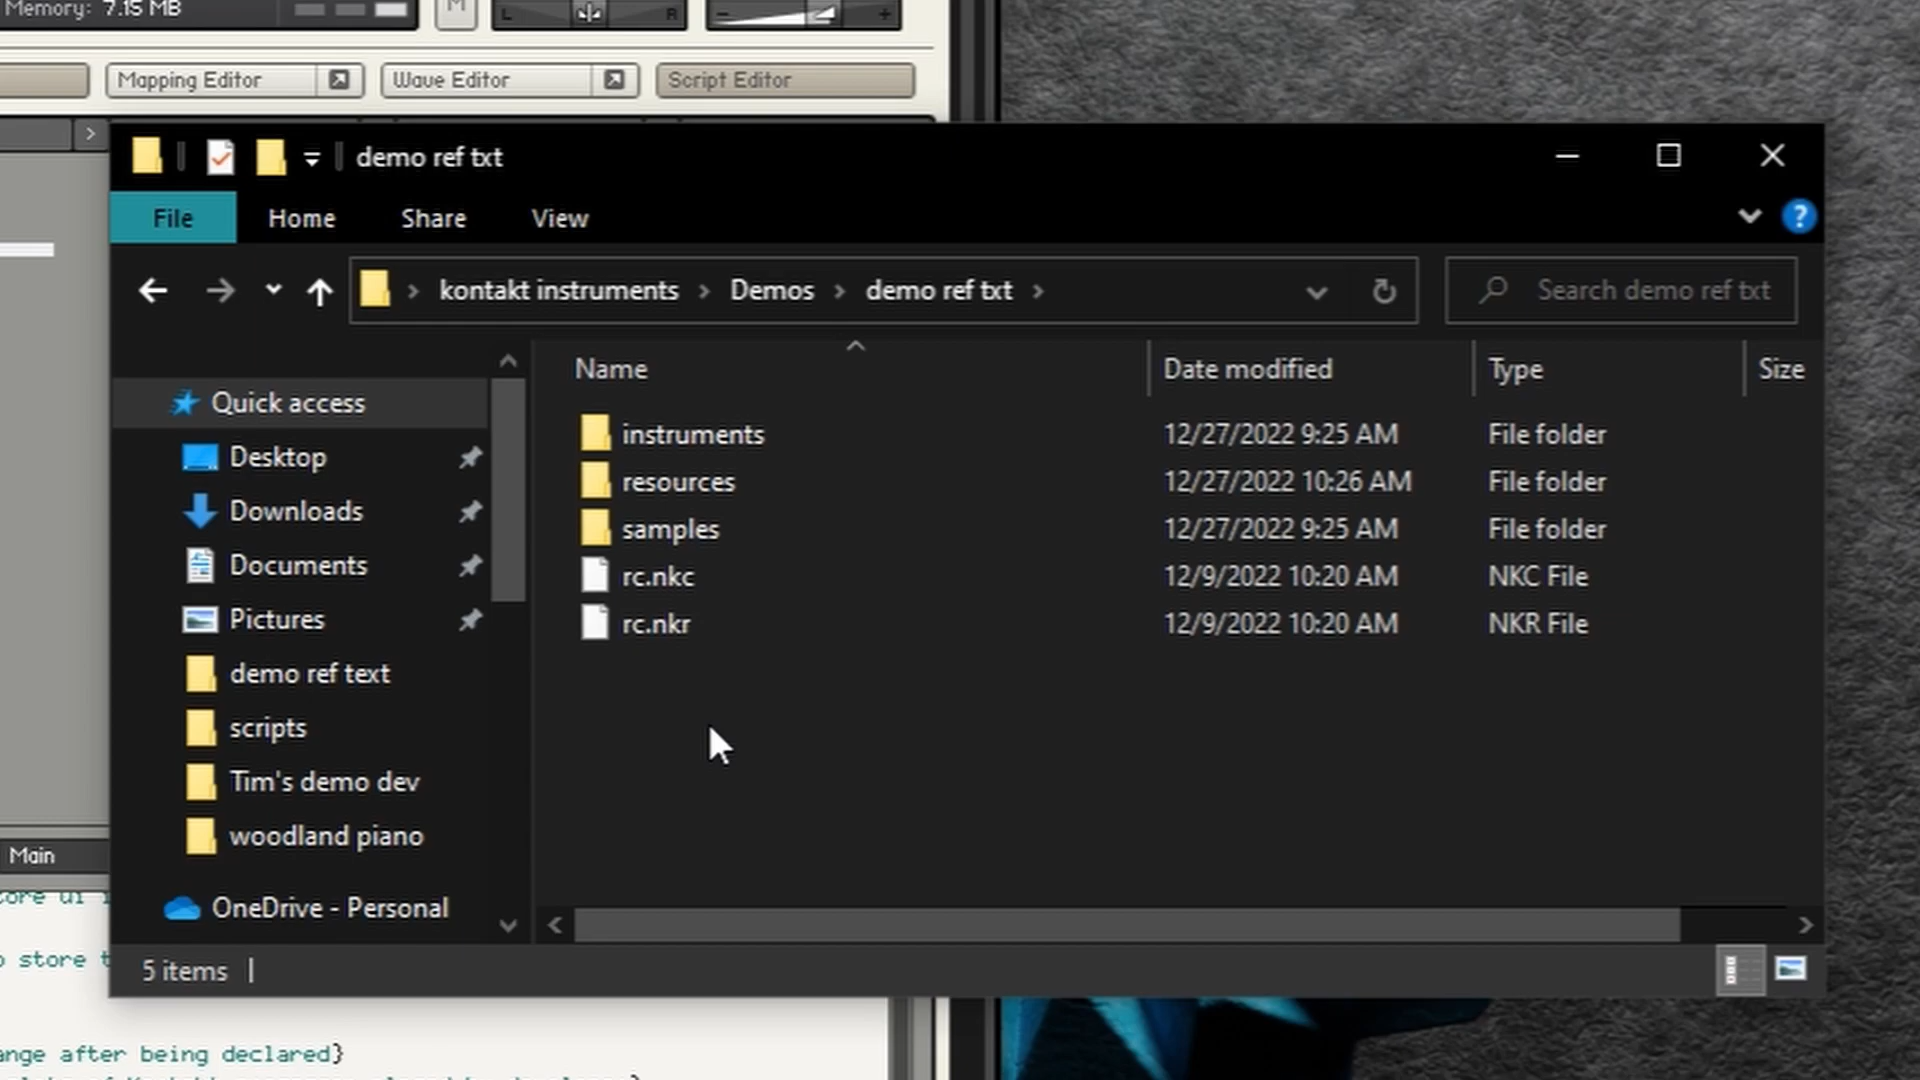 Memory: 7.15 MB
M
L R
- +
Mapping Editor
Wave Editor
Script Editor
demo ref txt
File
Home
Share
View
?
kontakt instruments > Demos > demo ref txt >
Search demo ref txt
Name
Date modified
Type
Size
Quick access
Desktop
Downloads
Documents
Pictures
demo ref text
scripts
Tim's demo dev
woodland piano
OneDrive - Personal
instruments 12/27/2022 9:25 AM File folder
resources 12/27/2022 10:26 AM File folder
samples 12/27/2022 9:25 AM File folder
rc.nkc 12/9/2022 10:20 AM NKC File
rc.nkr 12/9/2022 10:20 AM NKR File
5 items
Main
store t
ange after being declared}